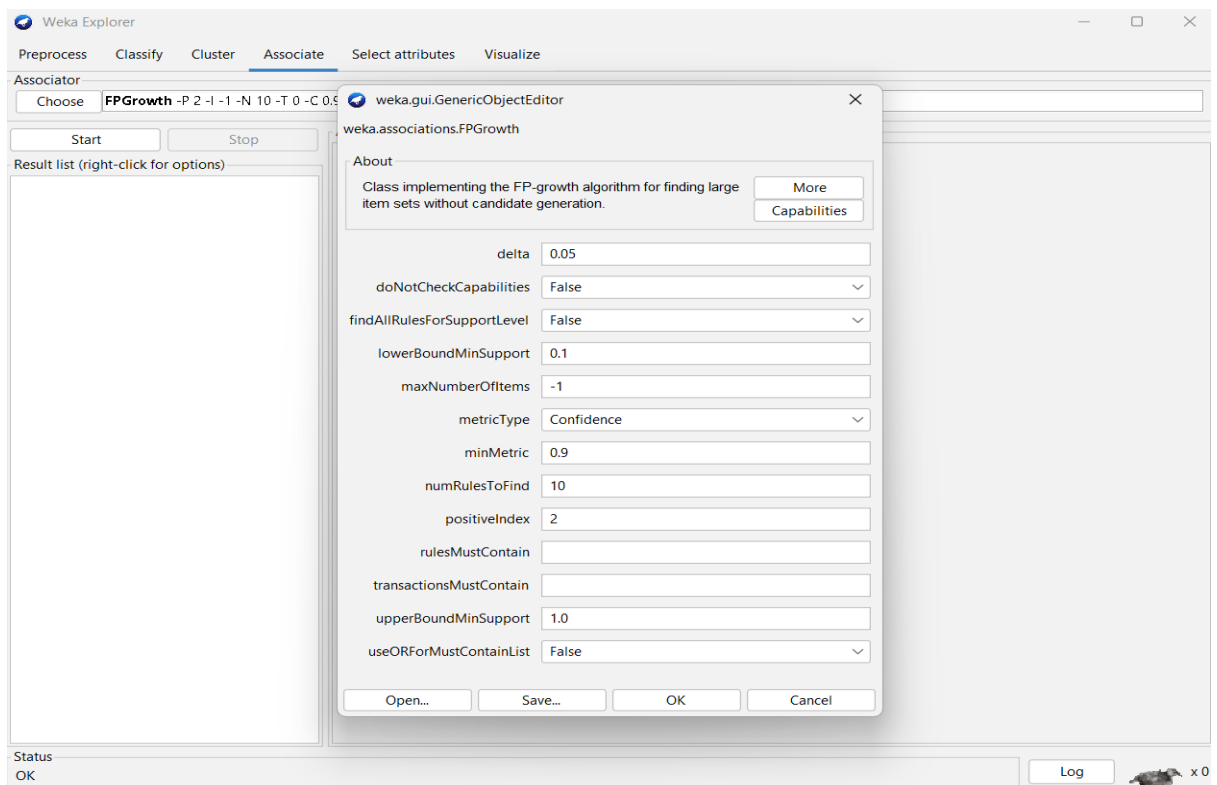 Weka Explorer
Preprocess Classify Cluster Associate Select attributes Visualize
Associator
Choose FPGrowth -P 2 -I -1 -N 10 -T 0 -C 0.9
Start Stop
Result list (right-click for options)
weka.gui.GenericObjectEditor
weka.associations.FPGrowth
About
Class implementing the FP-growth algorithm for finding large
item sets without candidate generation.
More
Capabilities
delta 0.05
doNotCheckCapabilities False
findAllRulesForSupportLevel False
lowerBoundMinSupport 0.1
maxNumberOfItems -1
metricType Confidence
minMetric 0.9
numRulesToFind 10
positiveIndex 2
rulesMustContain
transactionsMustContain
upperBoundMinSupport 1.0
useORForMustContainList False
Open... Save... OK Cancel
Status
OK
Log x 0